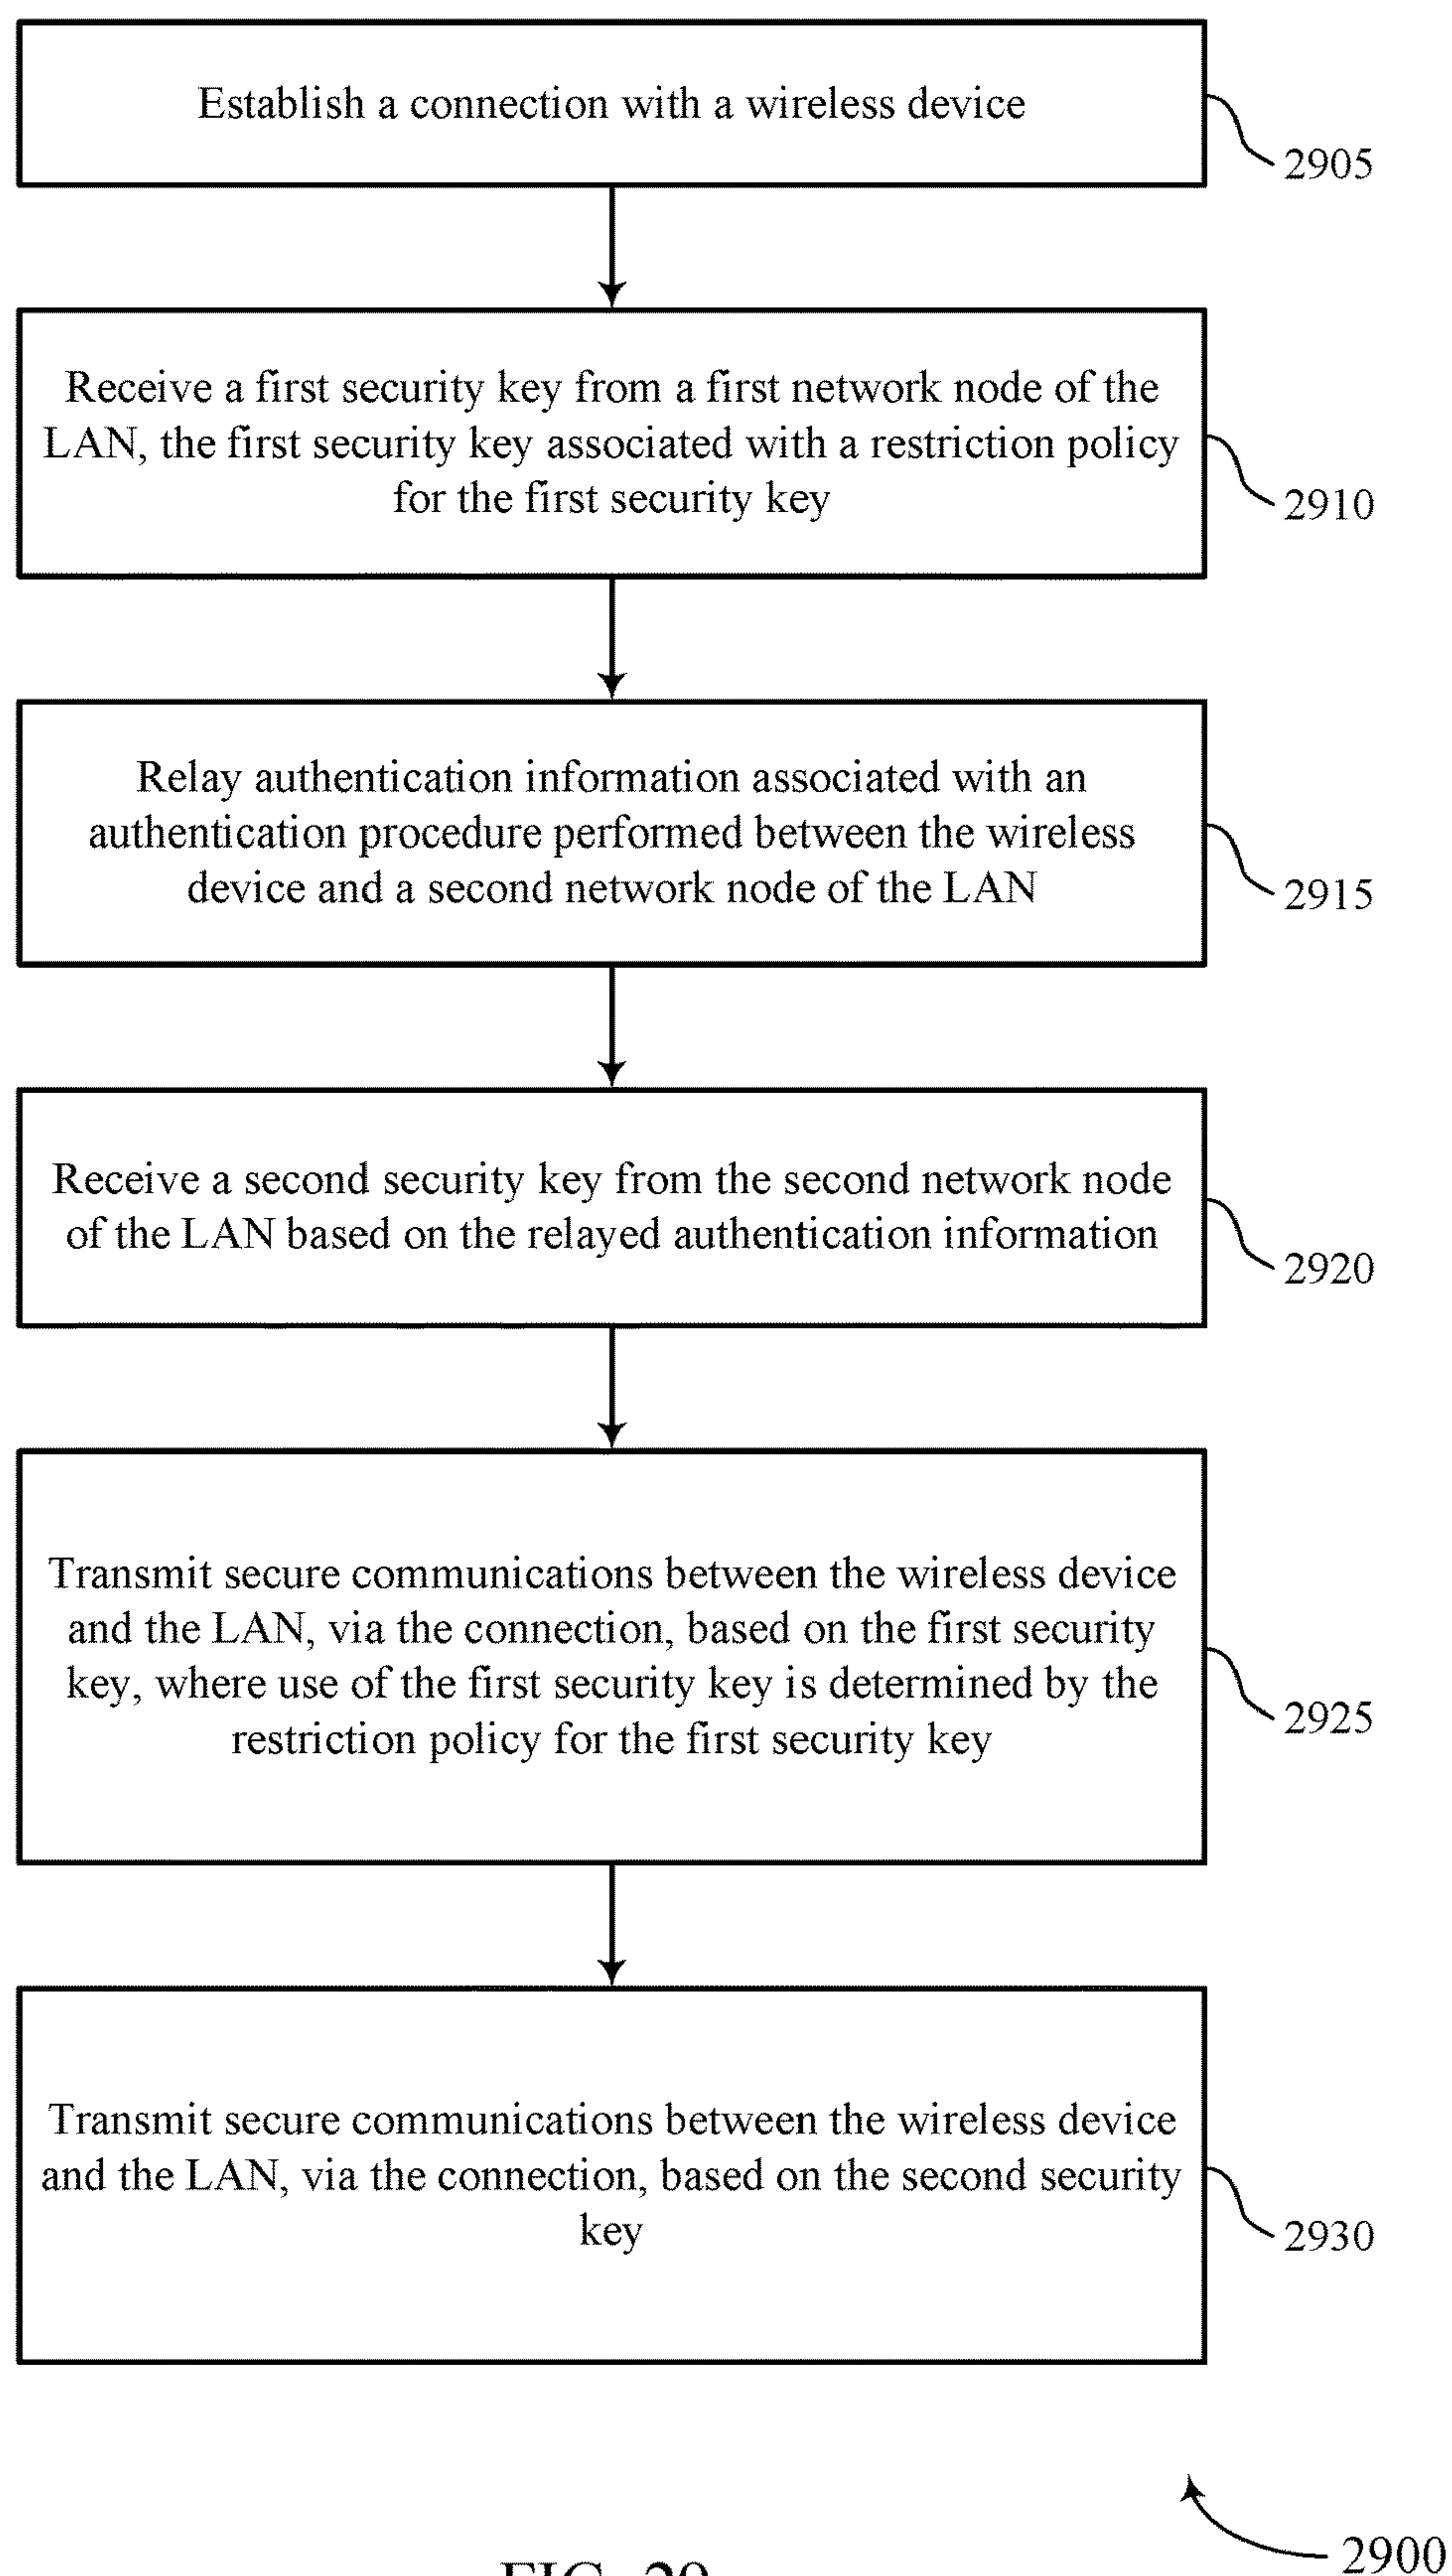 Establish a connection with a wireless device
2905
Receive a first security key from a first network node of the
LAN, the first security key associated with a restriction policy
for the first security key
2910
Relay authentication information associated with an
authentication procedure performed between the wireless
device and a second network node of the LAN
2915
Receive a second security key from the second network node
of the LAN based on the relayed authentication information
2920
Transmit secure communications between the wireless device
and the LAN, via the connection, based on the first security
key, where use of the first security key is determined by the
restriction policy for the first security key
2925
Transmit secure communications between the wireless device
and the LAN, via the connection, based on the second security
key
2930
2900
FIG. 29